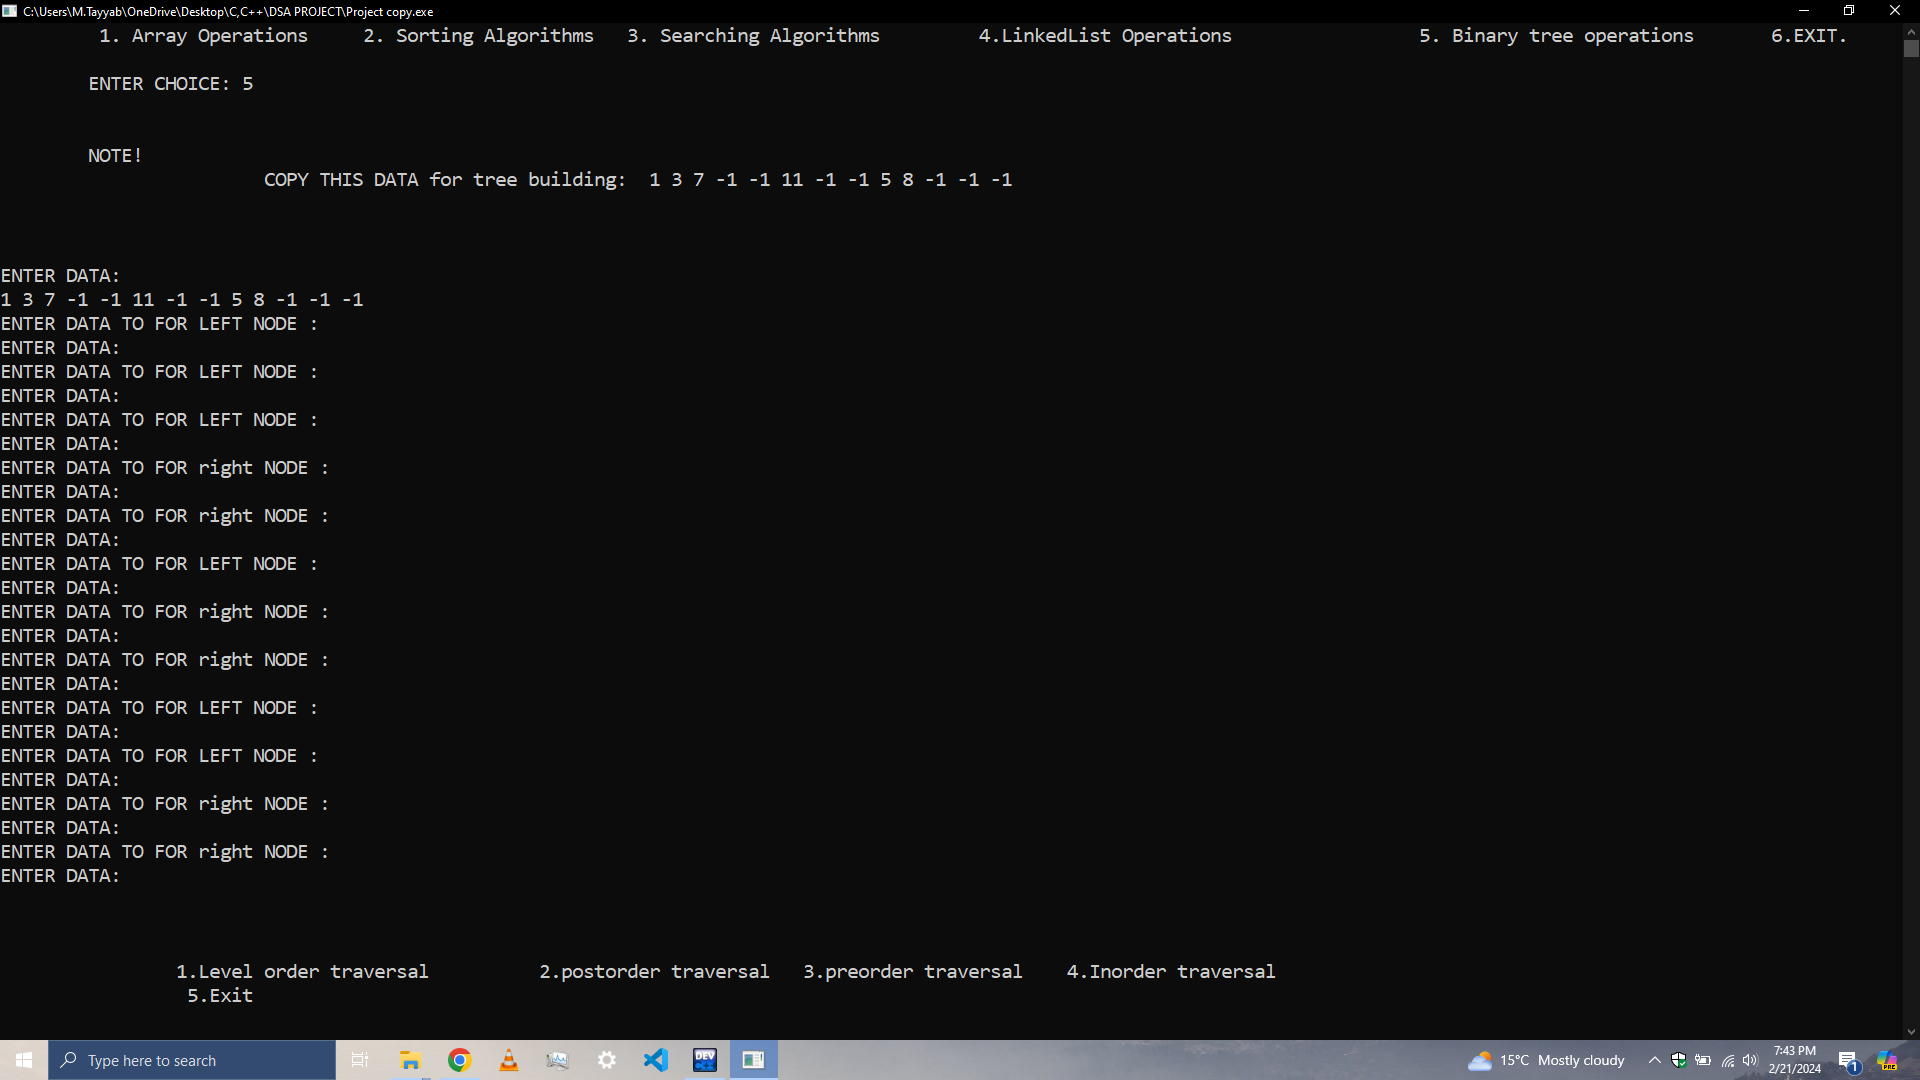 C:\Users\M.Tayyab\OneDrive\Desktop\C,C++\DSA PROJECT\Project copy.exe
1. Array Operations 2. Sorting Algorithms 3. Searching Algorithms 4.LinkedList Operations 5. Binary tree operations 6.EXIT.
ENTER CHOICE: 5
NOTE!
COPY THIS DATA for tree building: 1 3 7 -1 -1 11 -1 -1 5 8 -1 -1 -1
ENTER DATA:
1 3 7 -1 -1 11 -1 -1 5 8 -1 -1 -1
ENTER DATA TO FOR LEFT NODE :
ENTER DATA:
ENTER DATA TO FOR LEFT NODE :
ENTER DATA:
ENTER DATA TO FOR LEFT NODE :
ENTER DATA:
ENTER DATA TO FOR right NODE :
ENTER DATA:
ENTER DATA TO FOR right NODE :
ENTER DATA:
ENTER DATA TO FOR LEFT NODE :
ENTER DATA:
ENTER DATA TO FOR right NODE :
ENTER DATA:
ENTER DATA TO FOR right NODE :
ENTER DATA:
ENTER DATA TO FOR LEFT NODE :
ENTER DATA:
ENTER DATA TO FOR LEFT NODE :
ENTER DATA:
ENTER DATA TO FOR right NODE :
ENTER DATA:
ENTER DATA TO FOR right NODE :
ENTER DATA:
1.Level order traversal 2.postorder traversal 3.preorder traversal 4.Inorder traversal
5.Exit
Type here to search
DEV
15°C Mostly cloudy
7:43 PM
2/21/2024
1
PRE